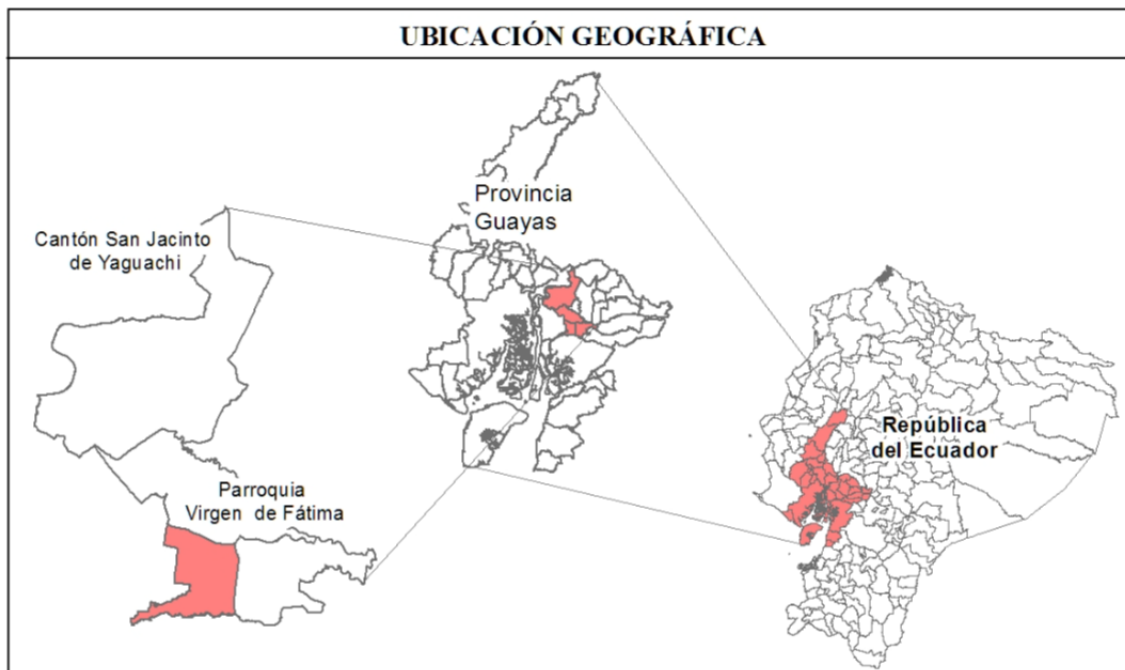 UBICACIÓN GEOGRÁFICA
Provincia
Guayas
Cantón San Jacinto
de Yaguachi
República
del Ecuador
Parroquia
Virgen de Fátima